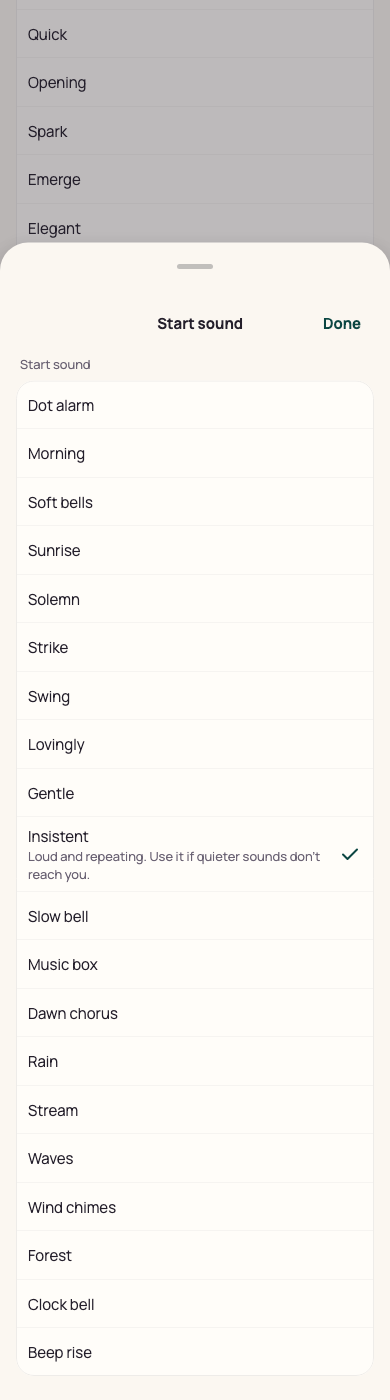 Quick
Opening
Spark
Emerge
Elegant
Start sound
Done
Start sound
Dot alarm
Morning
Soft bells
Sunrise
Solemn
Strike
Swing
Lovingly
Gentle
Insistent
Loud and repeating. Use it if quieter sounds don't
reach you.
Slow bell
Music box
Dawn chorus
Rain
Stream
Waves
Wind chimes
Forest
Clock bell
Beep rise